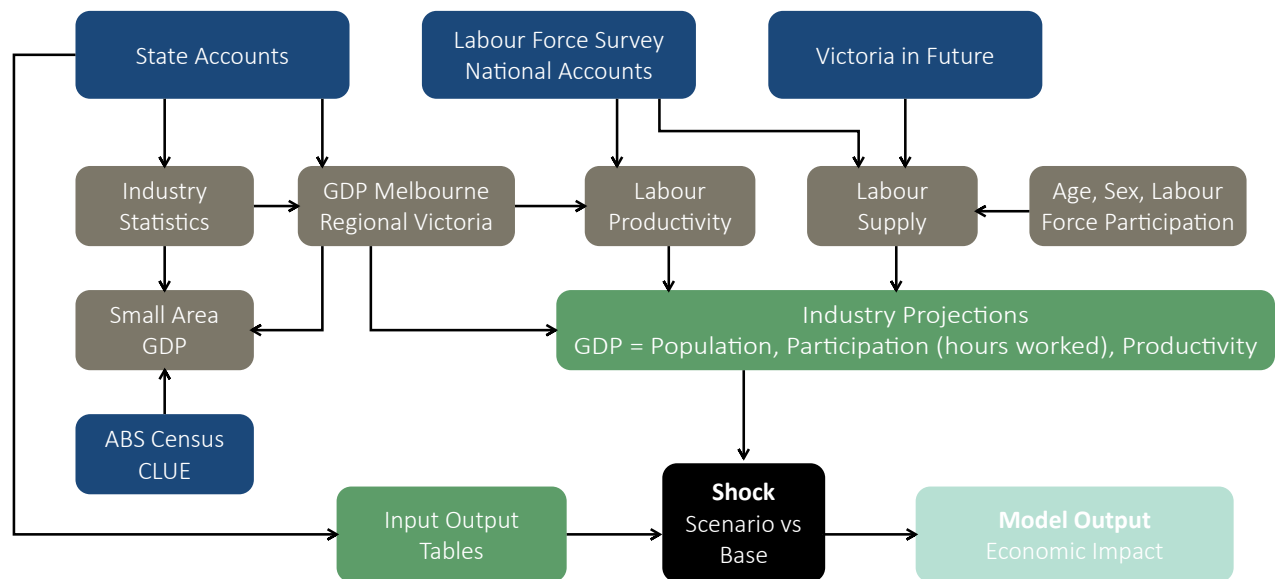 State Accounts
Labour Force Survey
National Accounts
Victoria in Future
Industry
Statistics
GDP Melbourne
Regional Victoria
Labour
Productivity
Labour
Supply
Age, Sex, Labour
Force Participation
Small Area
GDP
Industry Projections
GDP = Population, Participation (hours worked), Productivity
ABS Census
CLUE
Input Output
Tables
Shock
Scenario vs
Base
Model Output
Economic Impact